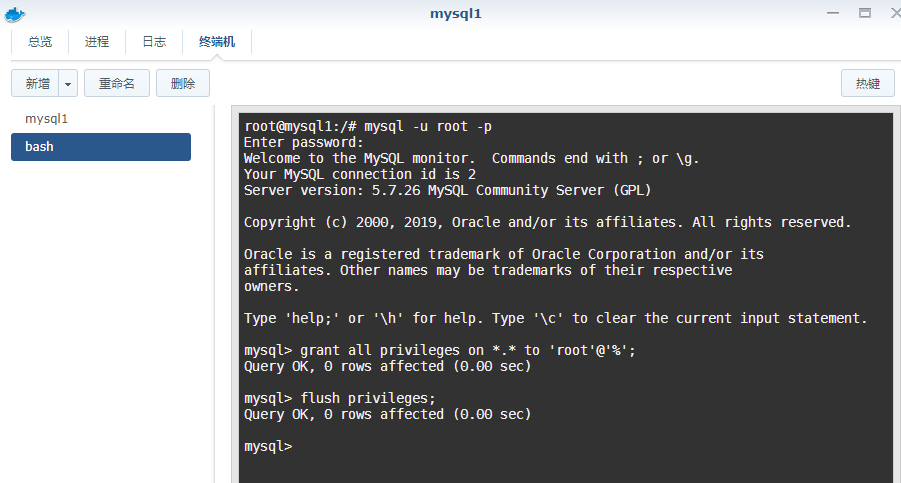 mysql1
总览 进程 日志 终端机
新增 重命名 删除 热键
mysql1
bash
root@mysql1:/# mysql -u root -p
Enter password:
Welcome to the MySQL monitor.  Commands end with ; or \g.
Your MySQL connection id is 2
Server version: 5.7.26 MySQL Community Server (GPL)
Copyright (c) 2000, 2019, Oracle and/or its affiliates. All rights reserved.
Oracle is a registered trademark of Oracle Corporation and/or its
affiliates. Other names may be trademarks of their respective
owners.
Type 'help;' or '\h' for help. Type '\c' to clear the current input statement.
mysql> grant all privileges on *.* to 'root'@'%';
Query OK, 0 rows affected (0.00 sec)
mysql> flush privileges;
Query OK, 0 rows affected (0.00 sec)
mysql>